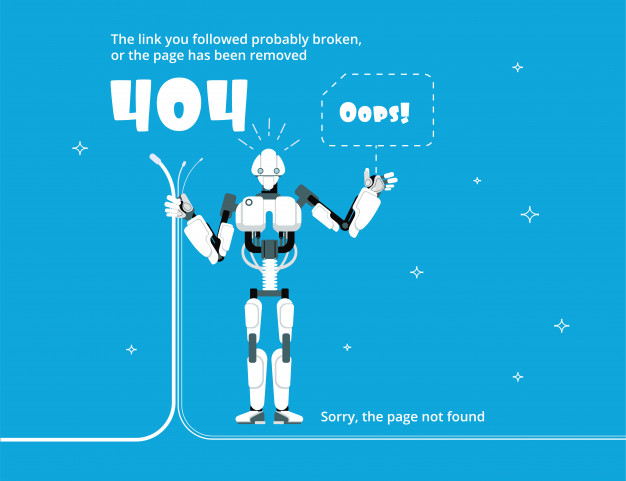 The link you followed probably broken,
or the page has been removed
404
Oops!
Sorry, the page not found